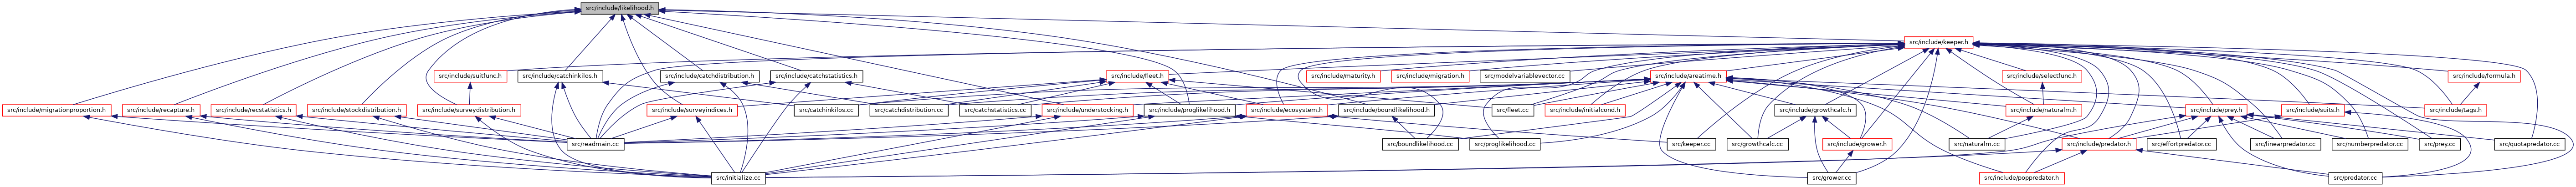 src/include/likelihood.h
src/include/keeper.h
src/include/suitfunc.h
src/include/catchinkilos.h
src/include/catchdistribution.h
src/include/catchstatistics.h
src/include/fleet.h
src/include/maturity.h
src/include/migration.h
src/modelvariablevector.cc
src/include/areatime.h
src/include/selectfunc.h
src/include/formula.h
src/include/migrationproportion.h
src/include/recapture.h
src/include/recstatistics.h
src/include/stockdistribution.h
src/include/surveydistribution.h
src/include/surveyindices.h
src/catchinkilos.cc
src/catchdistribution.cc
src/catchstatistics.cc
src/include/understocking.h
src/include/proglikelihood.h
src/include/ecosystem.h
src/include/boundlikelihood.h
src/fleet.cc
src/include/initialcond.h
src/include/growthcalc.h
src/include/naturalm.h
src/include/prey.h
src/include/suits.h
src/include/tags.h
src/readmain.cc
src/boundlikelihood.cc
src/proglikelihood.cc
src/keeper.cc
src/growthcalc.cc
src/include/grower.h
src/naturalm.cc
src/include/predator.h
src/effortpredator.cc
src/linearpredator.cc
src/numberpredator.cc
src/prey.cc
src/quotapredator.cc
src/initialize.cc
src/grower.cc
src/include/poppredator.h
src/predator.cc